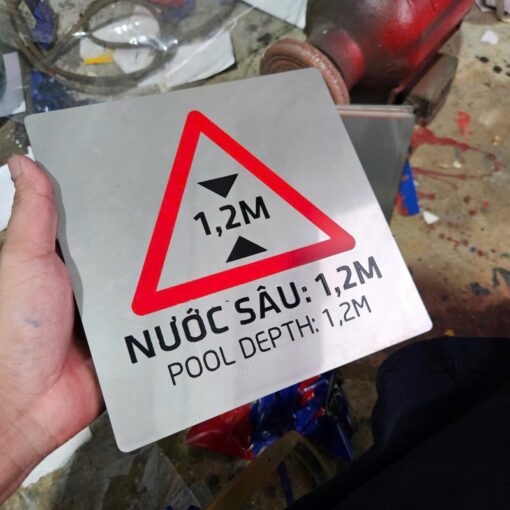 1,2M
NƯỚC SÂU: 1,2M
POOL DEPTH: 1,2M